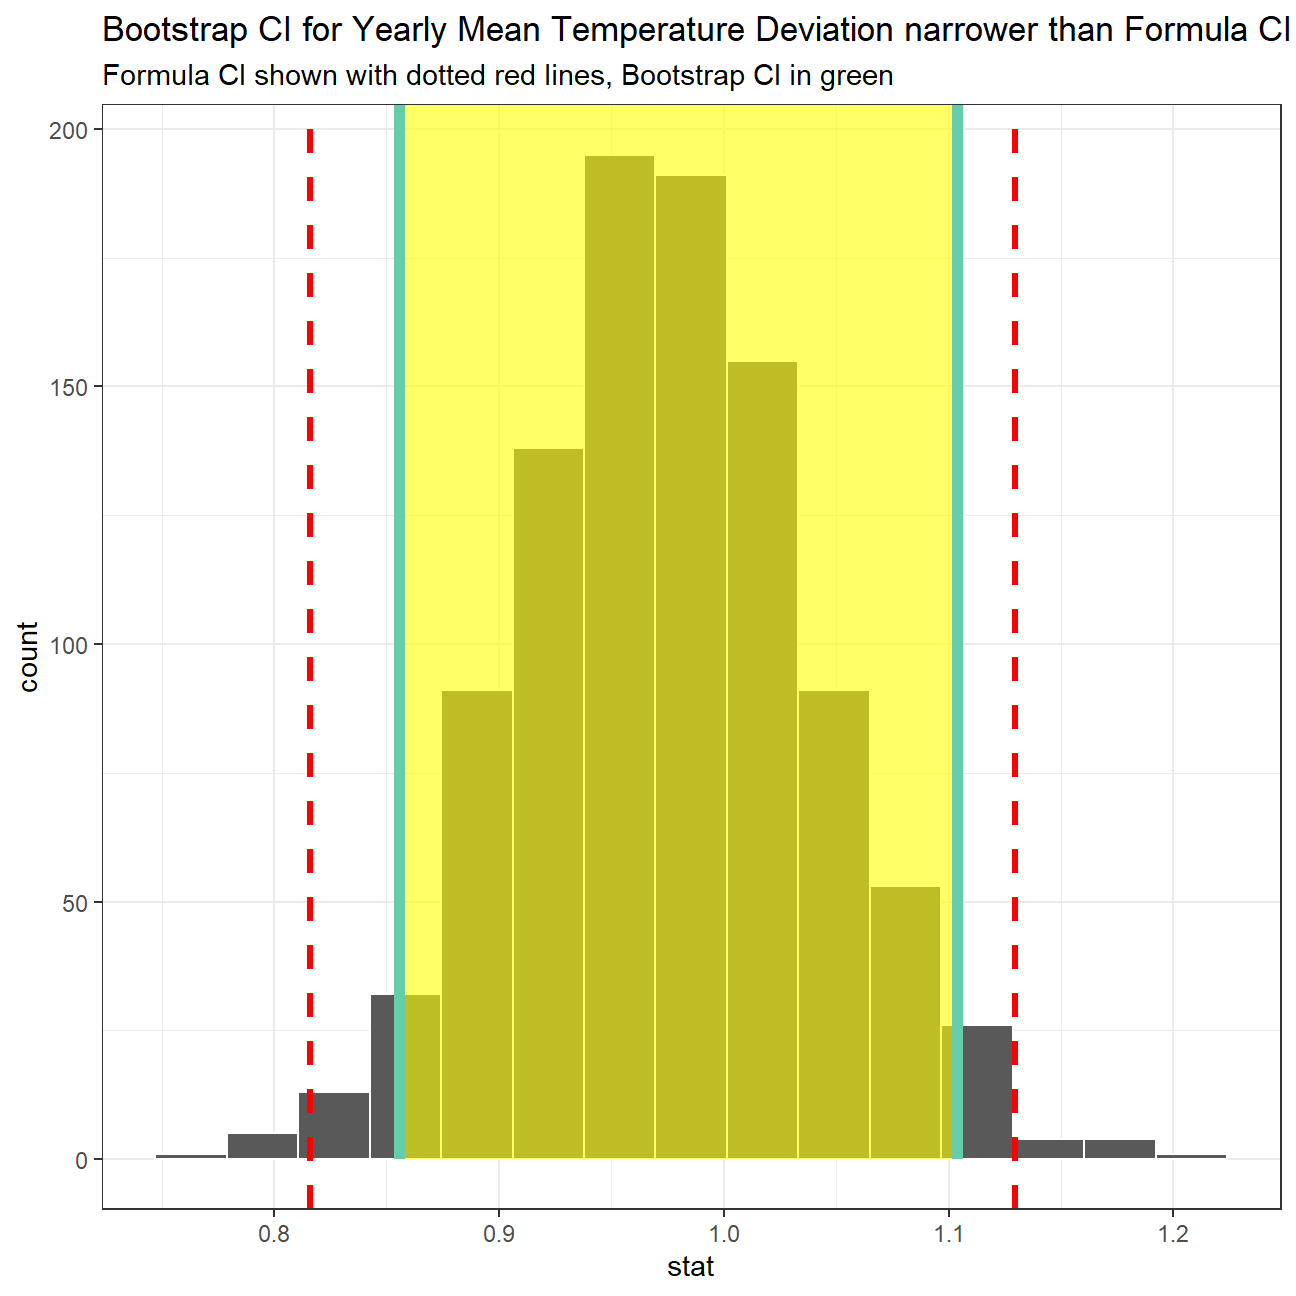 Bootstrap CI for Yearly Mean Temperature Deviation narrower than Formula CI
Formula CI shown with dotted red lines, Bootstrap CI in green
200
150
100
50
0
count
0.8 0.9 1.0 1.1 1.2
stat